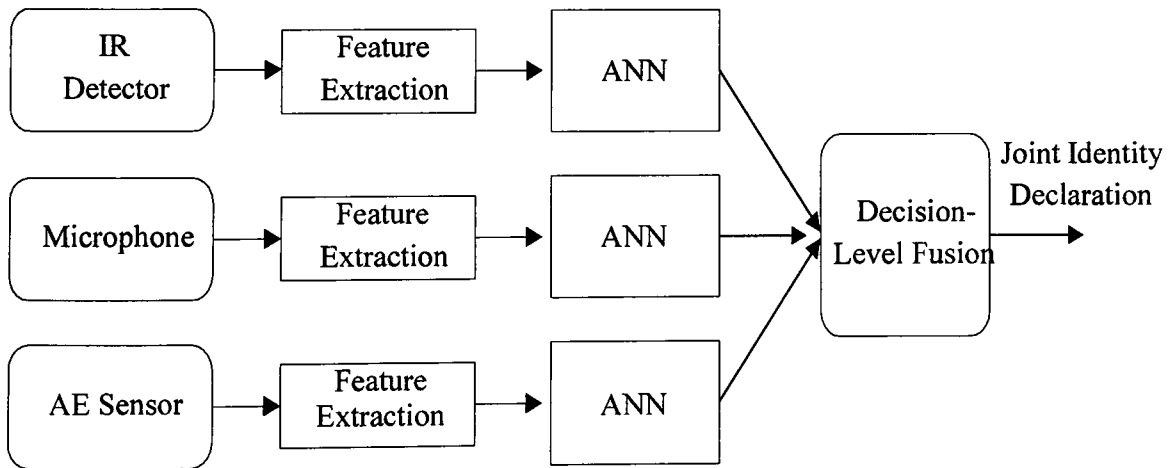 IR
Detector
Feature
Extraction
ANN
Microphone
Feature
Extraction
ANN
AE Sensor
Feature
Extraction
ANN
Decision-
Level Fusion
Joint Identity
Declaration